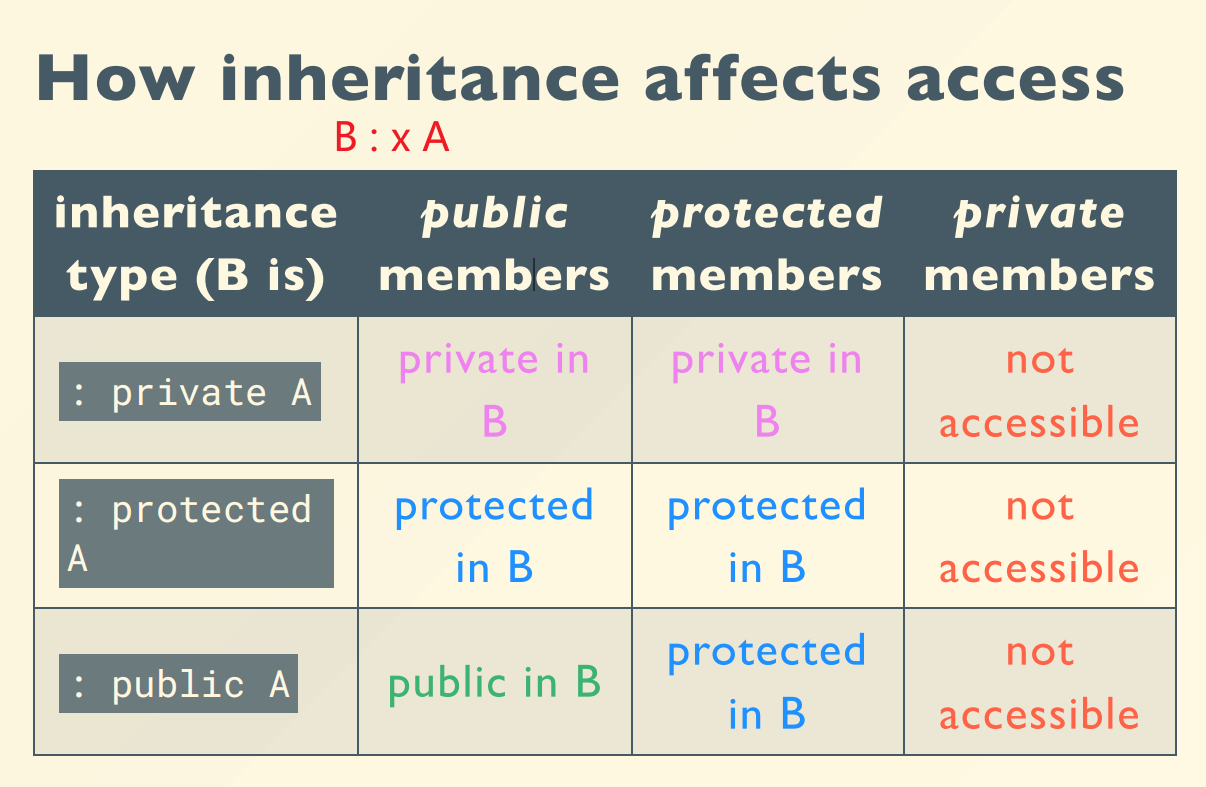 How inheritance affects access
B : x A
inheritance public protected private
type (B is) members members members
private in private in not
: private A
B B accessible
: protected protected protected not
A in B in B accessible
protected not
: public A public in B
in B accessible